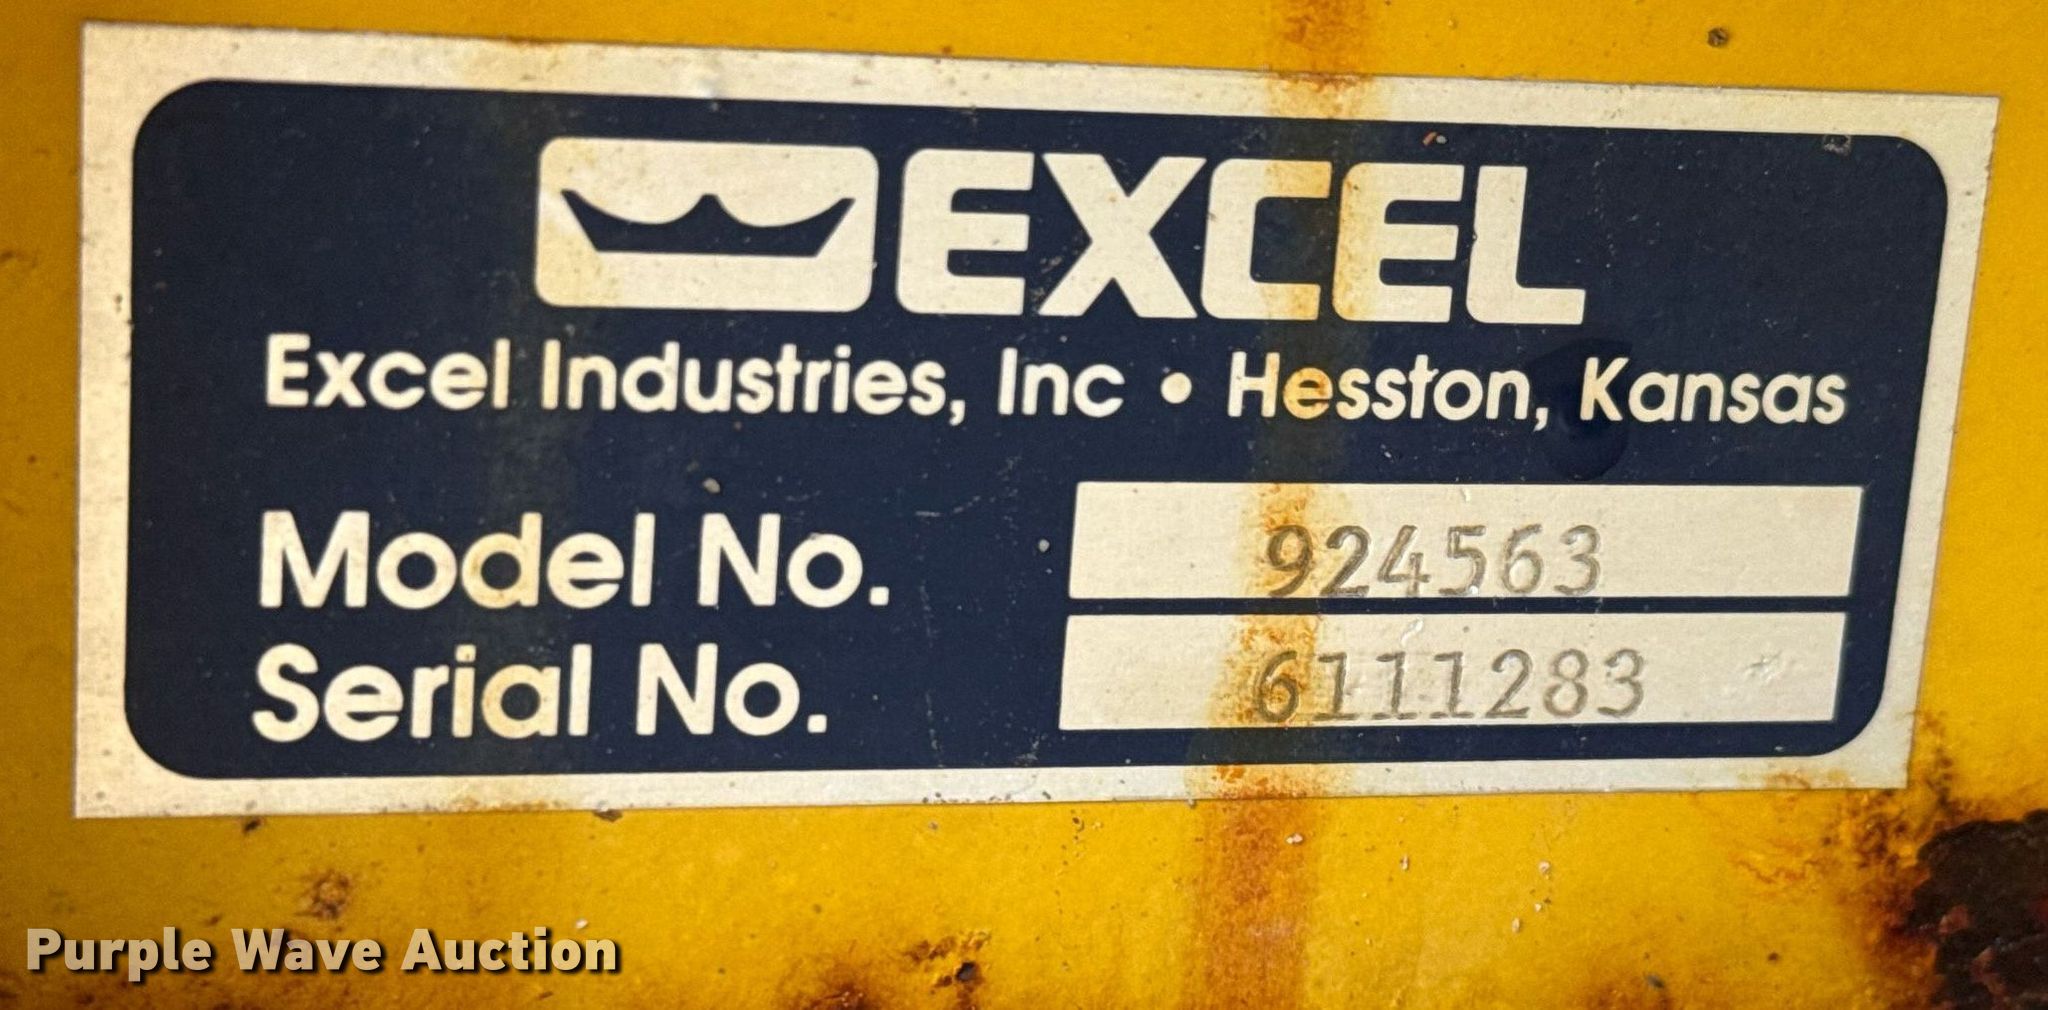 EXCEL
Excel Industries, Inc • Hesston, Kansas
Model No. 924563
Serial No. 6111283
Purple Wave Auction